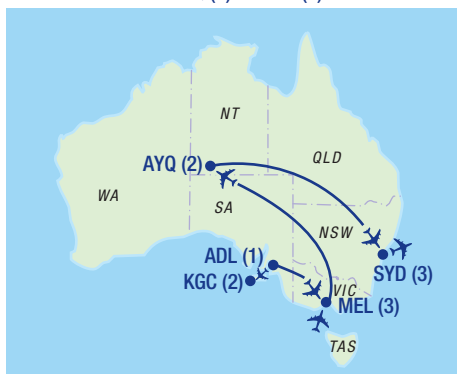 NT
QLD
AYQ (2)
WA
SA
NSW
ADL (1)
SYD (3)
KGC (2)
VIC
MEL (3)
TAS